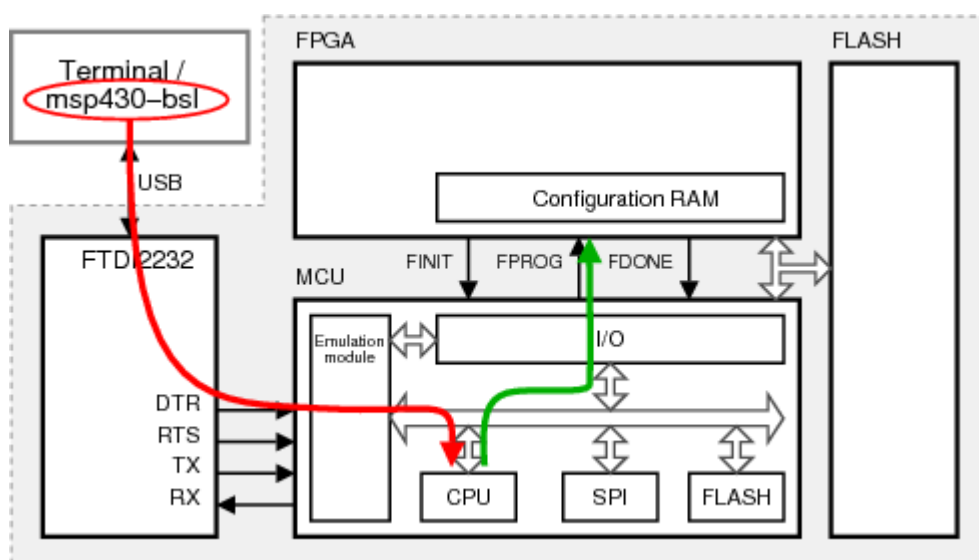 FPGA
FLASH
Terminal /
msp430-bsl
Configuration RAM
USB
FTDI2232
FINIT
FPROG
FDONE
MCU
Emulation
module
I/O
DTR
RTS
TX
RX
CPU
SPI
FLASH